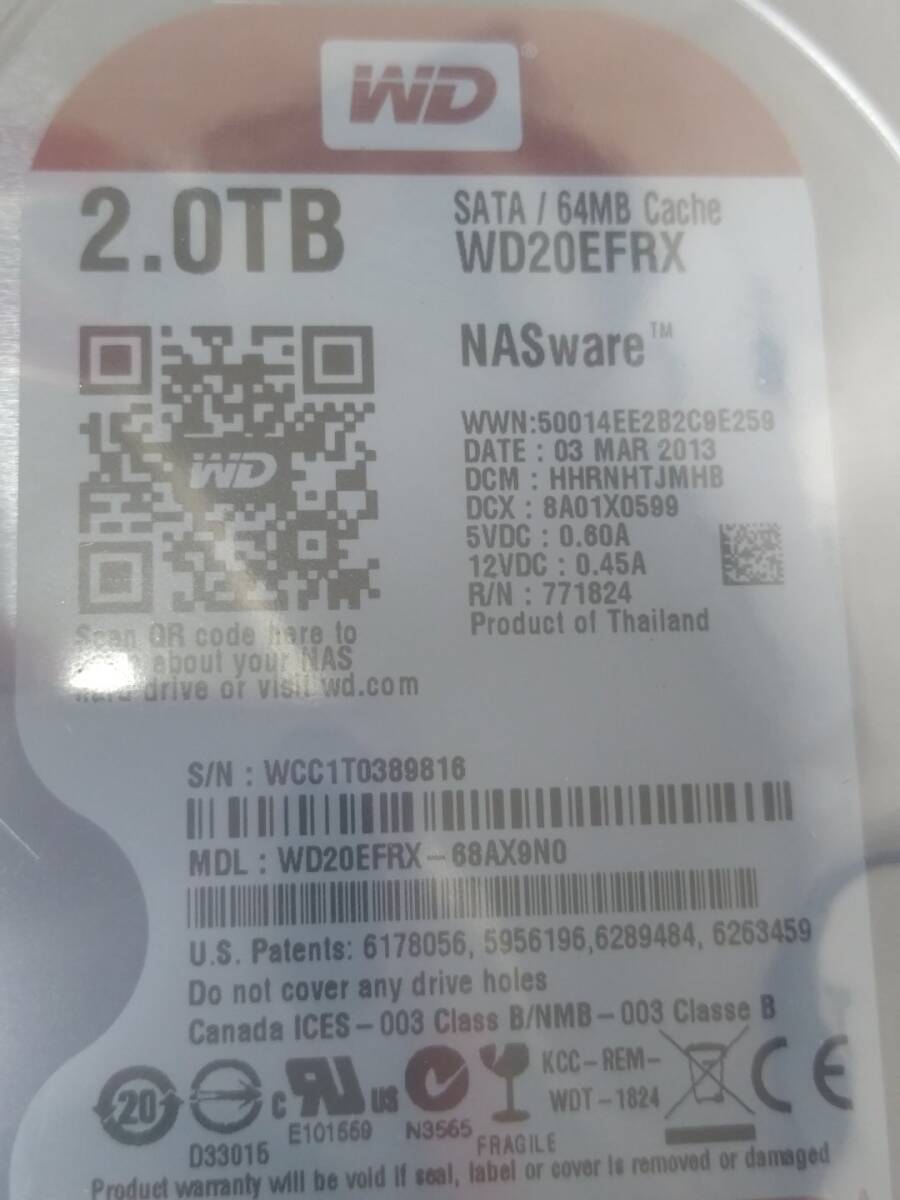 WD®
2.0TB
SATA / 64MB Cache
WD20EFRX
NASware™
WWN:50014EE2B2C9E259
DATE : 03 MAR 2013
DCM : HHRNHTJMHB
DCX : 8A01X0599
5VDC : 0.60A
12VDC : 0.45A
R/N : 771824
Product of Thailand
WD
Scan QR code here to
about your NAS
hard drive or visit wd.com
S/N : WCC1T0389816
MDL : WD20EFRX-68AX9N0
U.S. Patents: 6178056, 5956196,6289484, 6263459
Do not cover any drive holes
Canada ICES-003 Class B/NMB-003 Classe B
20
D33015
C US
E101559
N3565
FRAGILE
KCC-REM-
WDT-1824
CE
Product warranty will be void if seal, label or cover is removed or damaged